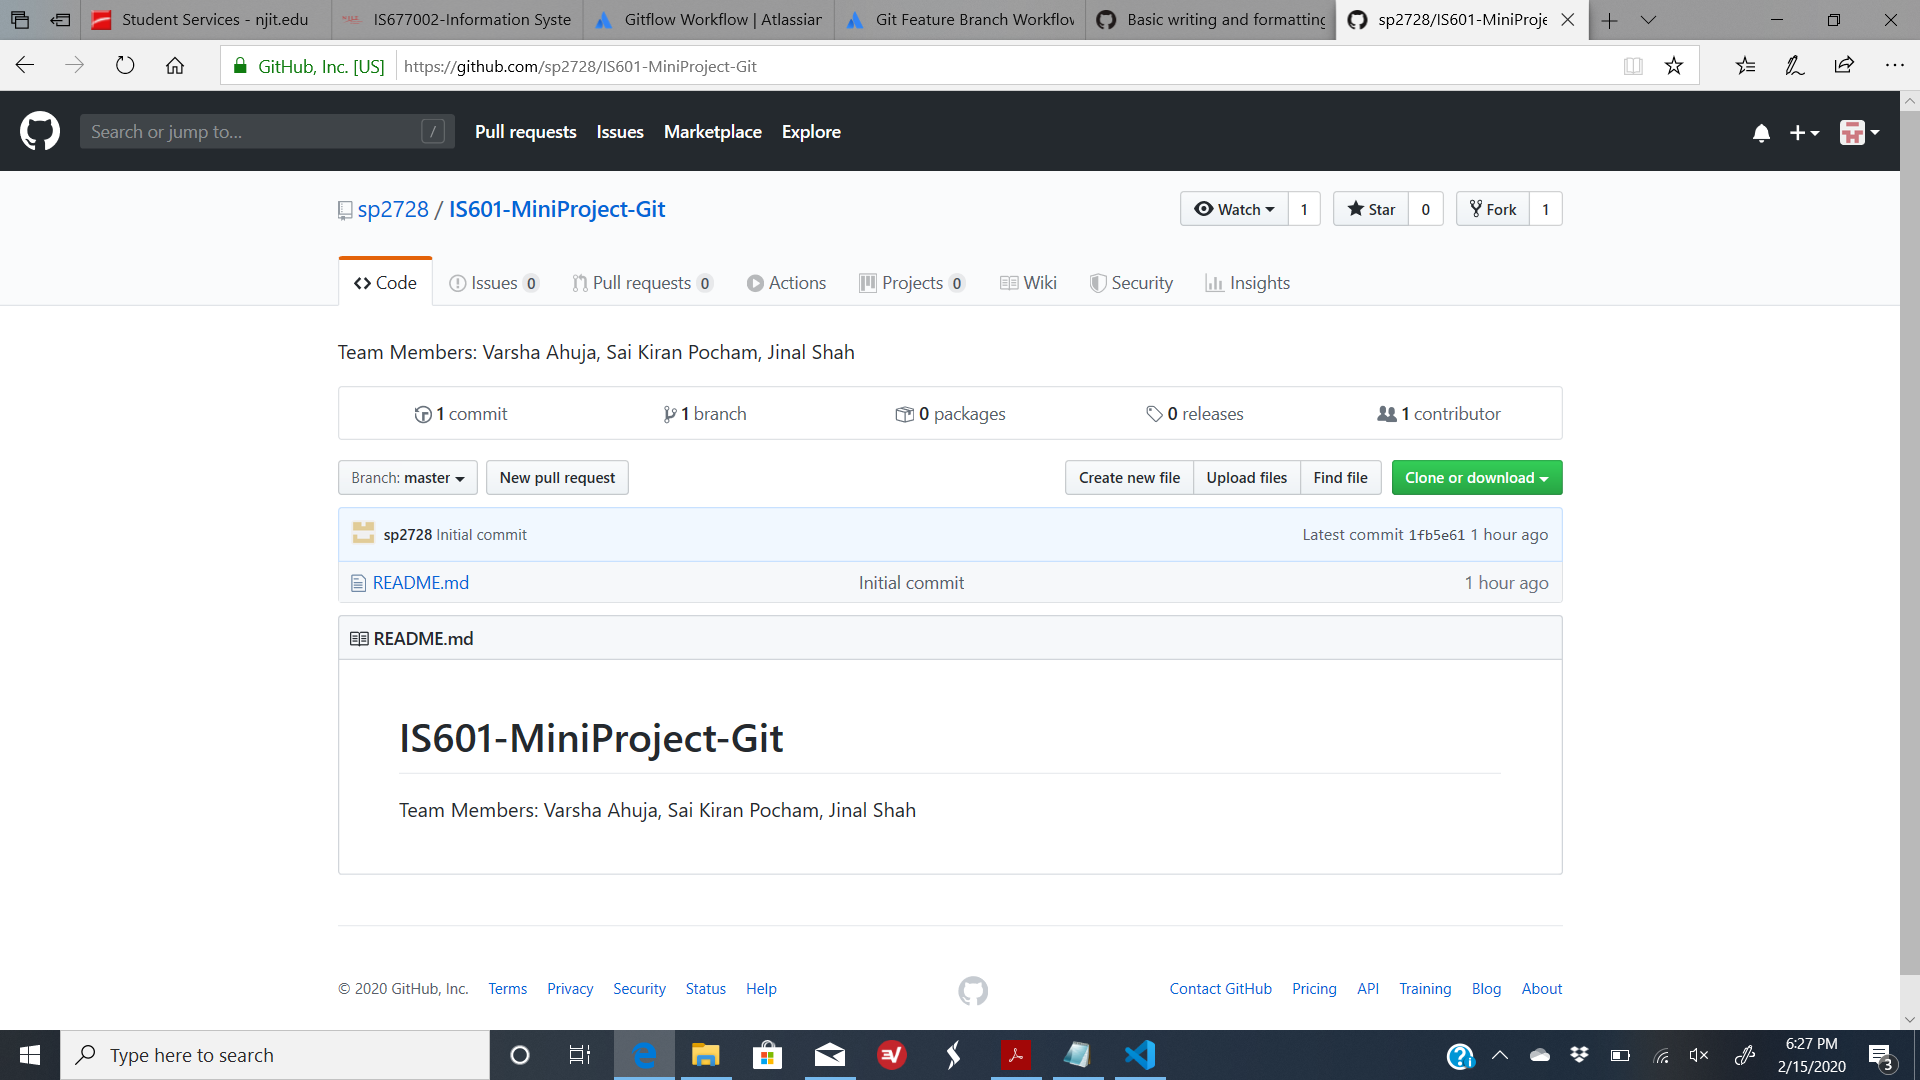 Student Services - njit.edu
IS677002-Information Syste
Gitflow Workflow | Atlassian
Git Feature Branch Workflov
Basic writing and formatting
sp2728/IS601-MiniProje
GitHub, Inc. [US]
https://github.com/sp2728/IS601-MiniProject-Git
Search or jump to...
/
Pull requests
Issues
Marketplace
Explore
sp2728 / IS601-MiniProject-Git
Watch 1
Star 0
Fork 1
Code
Issues 0
Pull requests 0
Actions
Projects 0
Wiki
Security
Insights
Team Members: Varsha Ahuja, Sai Kiran Pocham, Jinal Shah
1 commit
1 branch
0 packages
0 releases
1 contributor
Branch: master
New pull request
Create new file
Upload files
Find file
Clone or download
sp2728 Initial commit
Latest commit 1fb5e61 1 hour ago
README.md
Initial commit
1 hour ago
README.md
IS601-MiniProject-Git
Team Members: Varsha Ahuja, Sai Kiran Pocham, Jinal Shah
© 2020 GitHub, Inc.
Terms
Privacy
Security
Status
Help
Contact GitHub
Pricing
API
Training
Blog
About
Type here to search
6:27 PM
2/15/2020
3